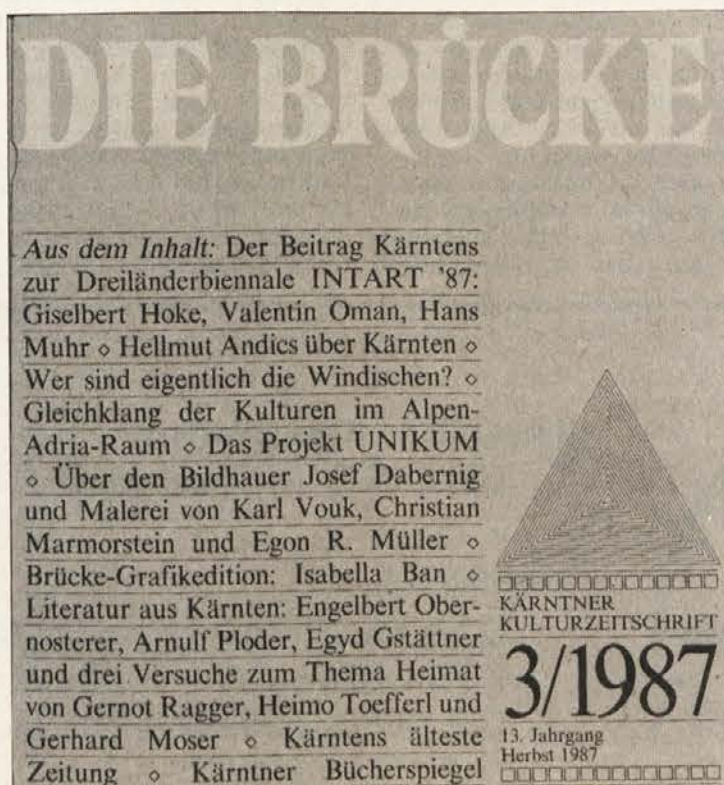 DIE BRÜCKE
Aus dem Inhalt: Der Beitrag Kärntens
zur Dreiländerbiennale INTART '87:
Giselbert Hoke, Valentin Oman, Hans
Muhr ⋄ Hellmut Andics über Kärnten ⋄
Wer sind eigentlich die Windischen? ⋄
Gleichklang der Kulturen im Alpen-
Adria-Raum ⋄ Das Projekt UNIKUM
⋄ Über den Bildhauer Josef Dabernig
und Malerei von Karl Vouk, Christian
Marmorstein und Egon R. Müller ⋄
Brücke-Grafikedition: Isabella Ban ⋄
Literatur aus Kärnten: Engelbert Ober-
nosterer, Arnulf Ploder, Egyd Gstättner
und drei Versuche zum Thema Heimat
von Gernot Ragger, Heimo Toefferl und
Gerhard Moser ⋄ Kärntens älteste
Zeitung ⋄ Kärntner Bücherspiegel
KÄRNTNER
KULTURZEITSCHRIFT
3/1987
13. Jahrgang
Herbst 1987